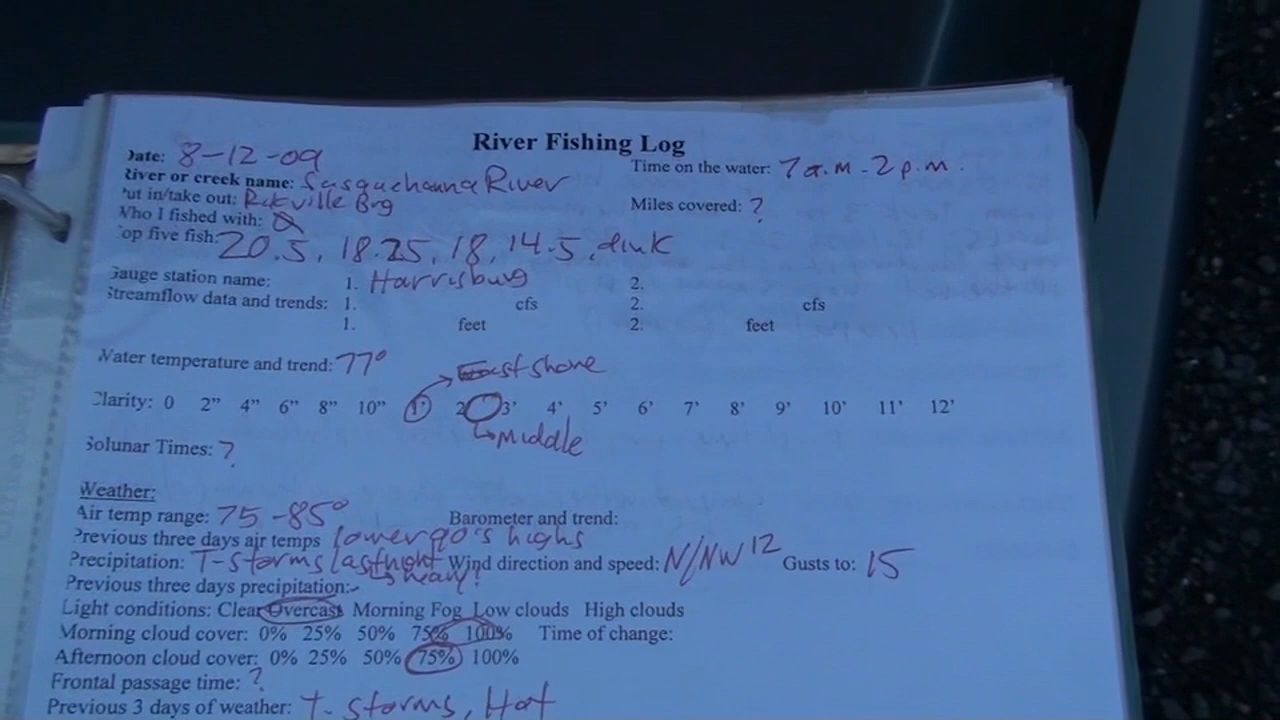 River Fishing Log
Date: 8-12-09
Time on the water: 7 a.m. - 2 p.m.
River or creek name: Sasquehanna River
Put in/take out: Rckville Brg
Miles covered: ?
Who I fished with:
Top five fish: 20.5, 18.25, 18, 14.5, dink
Gauge station name: 1. Harrisburg 2.
Streamflow data and trends: 1. cfs 2. cfs
1. feet 2. feet
Water temperature and trend: 77°
East shore
Clarity: 0 2” 4” 6” 8” 10” 1' 2' 3' 4' 5' 6' 7' 8' 9' 10' 11' 12'
Middle
Solunar Times: ?
Weather:
Air temp range: 75-85° Barometer and trend:
Previous three days air temps lower 90's highs
Precipitation: T-storms last night Wind direction and speed: N/NW 12 Gusts to: 15
heavy!
Previous three days precipitation:
Light conditions: Clear Overcast Morning Fog Low clouds High clouds
Morning cloud cover: 0% 25% 50% 75% 100% Time of change:
Afternoon cloud cover: 0% 25% 50% 75% 100%
Frontal passage time: ?
Previous 3 days of weather: T-storms, Hot